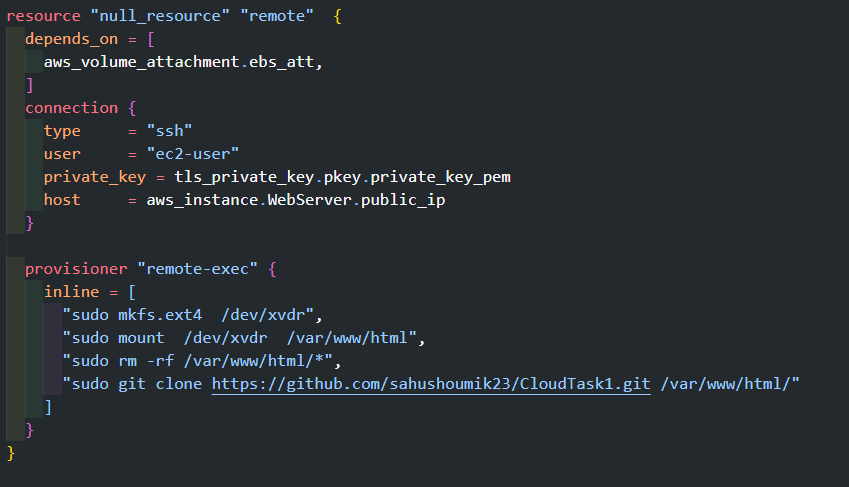 resource "null_resource" "remote"  {
  depends_on = [
    aws_volume_attachment.ebs_att,
  ]
  connection {
    type     = "ssh"
    user     = "ec2-user"
    private_key = tls_private_key.pkey.private_key_pem
    host     = aws_instance.WebServer.public_ip
  }

  provisioner "remote-exec" {
    inline = [
      "sudo mkfs.ext4  /dev/xvdr",
      "sudo mount  /dev/xvdr  /var/www/html",
      "sudo rm -rf /var/www/html/*",
      "sudo git clone https://github.com/sahushoumik23/CloudTask1.git /var/www/html/"
    ]
  }
}